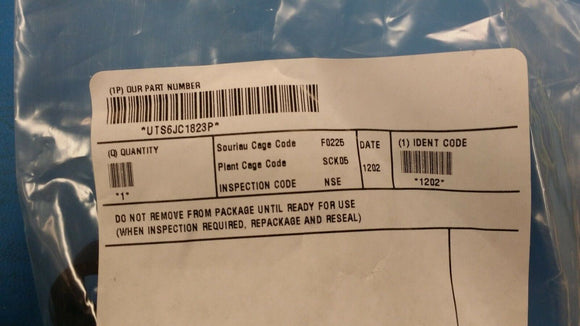 (1P) OUR PART NUMBER
*UTS6JC1823P*
(Q) QUANTITY
*1*
Souriau Cage Code F0225
Plant Cage Code SCK05
INSPECTION CODE NSE
DATE
1202
(1) IDENT CODE
*1202*
DO NOT REMOVE FROM PACKAGE UNTIL READY FOR USE
(WHEN INSPECTION REQUIRED, REPACKAGE AND RESEAL)